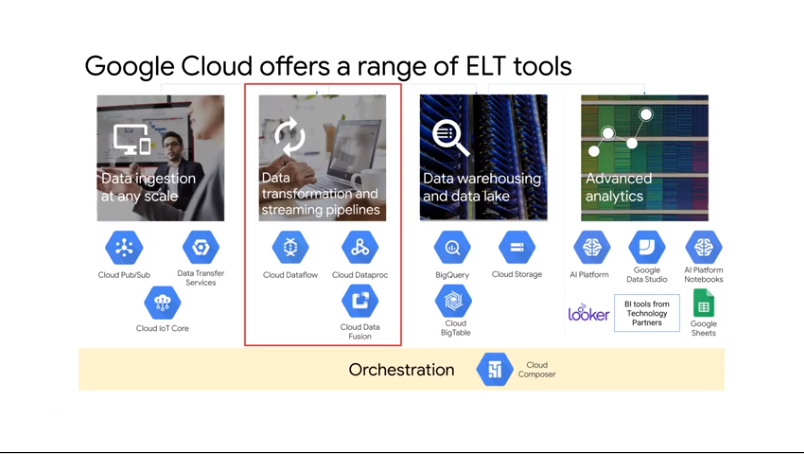 Google Cloud offers a range of ELT tools
Data ingestion
at any scale
Data
transformation and
streaming pipelines
Data warehousing
and data lake
Advanced
analytics
Cloud Pub/Sub
Data Transfer
Services
Cloud IoT Core
Cloud Dataflow
Cloud Dataproc
Cloud Data
Fusion
BigQuery
Cloud Storage
Cloud
BigTable
AI Platform
Google
Data Studio
AI Platform
Notebooks
looker
BI tools from
Technology
Partners
Google
Sheets
Orchestration
Cloud
Composer